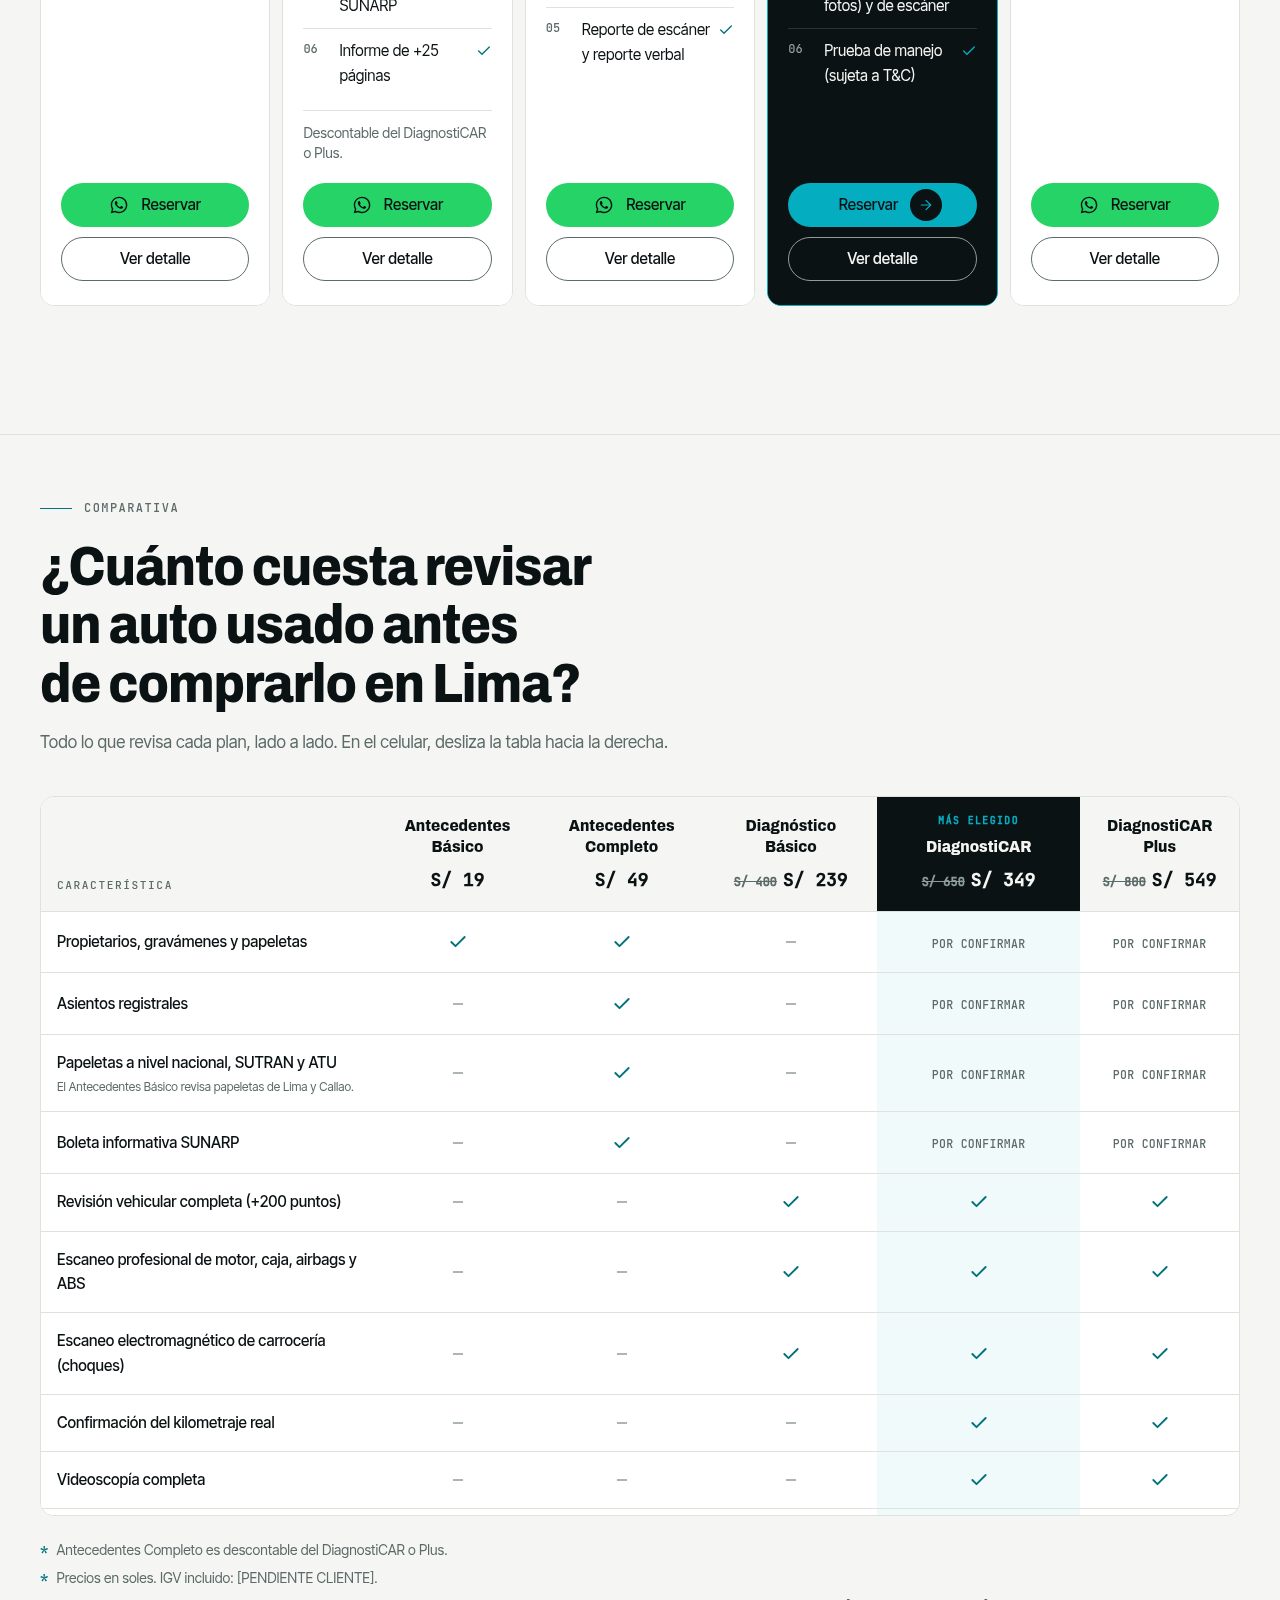 SUNARP
06 Informe de +25
páginas
Descontable del DiagnostiCAR
o Plus.
05 Reporte de escáner
y reporte verbal
fotos) y de escáner
06 Prueba de manejo
(sujeta a T&C)
Reservar
Reservar
Reservar
Reservar
Reservar
Ver detalle
Ver detalle
Ver detalle
Ver detalle
Ver detalle
COMPARATIVA
¿Cuánto cuesta revisar
un auto usado antes
de comprarlo en Lima?
Todo lo que revisa cada plan, lado a lado. En el celular, desliza la tabla hacia la derecha.
CARACTERÍSTICA
Antecedentes
Básico
S/ 19
Antecedentes
Completo
S/ 49
Diagnóstico
Básico
S/ 400 S/ 239
MÁS ELEGIDO
DiagnostiCAR
S/ 650 S/ 349
DiagnostiCAR
Plus
S/ 800 S/ 549
Propietarios, gravámenes y papeletas ✓ ✓ — POR CONFIRMAR POR CONFIRMAR
Asientos registrales — ✓ — POR CONFIRMAR POR CONFIRMAR
Papeletas a nivel nacional, SUTRAN y ATU — ✓ — POR CONFIRMAR POR CONFIRMAR
El Antecedentes Básico revisa papeletas de Lima y Callao.
Boleta informativa SUNARP — ✓ — POR CONFIRMAR POR CONFIRMAR
Revisión vehicular completa (+200 puntos) — — ✓ ✓ ✓
Escaneo profesional de motor, caja, airbags y
ABS — — ✓ ✓ ✓
Escaneo electromagnético de carrocería
(choques) — — ✓ ✓ ✓
Confirmación del kilometraje real — — — ✓ ✓
Videoscopía completa — — — ✓ ✓
* Antecedentes Completo es descontable del DiagnostiCAR o Plus.
* Precios en soles. IGV incluido: [PENDIENTE CLIENTE].